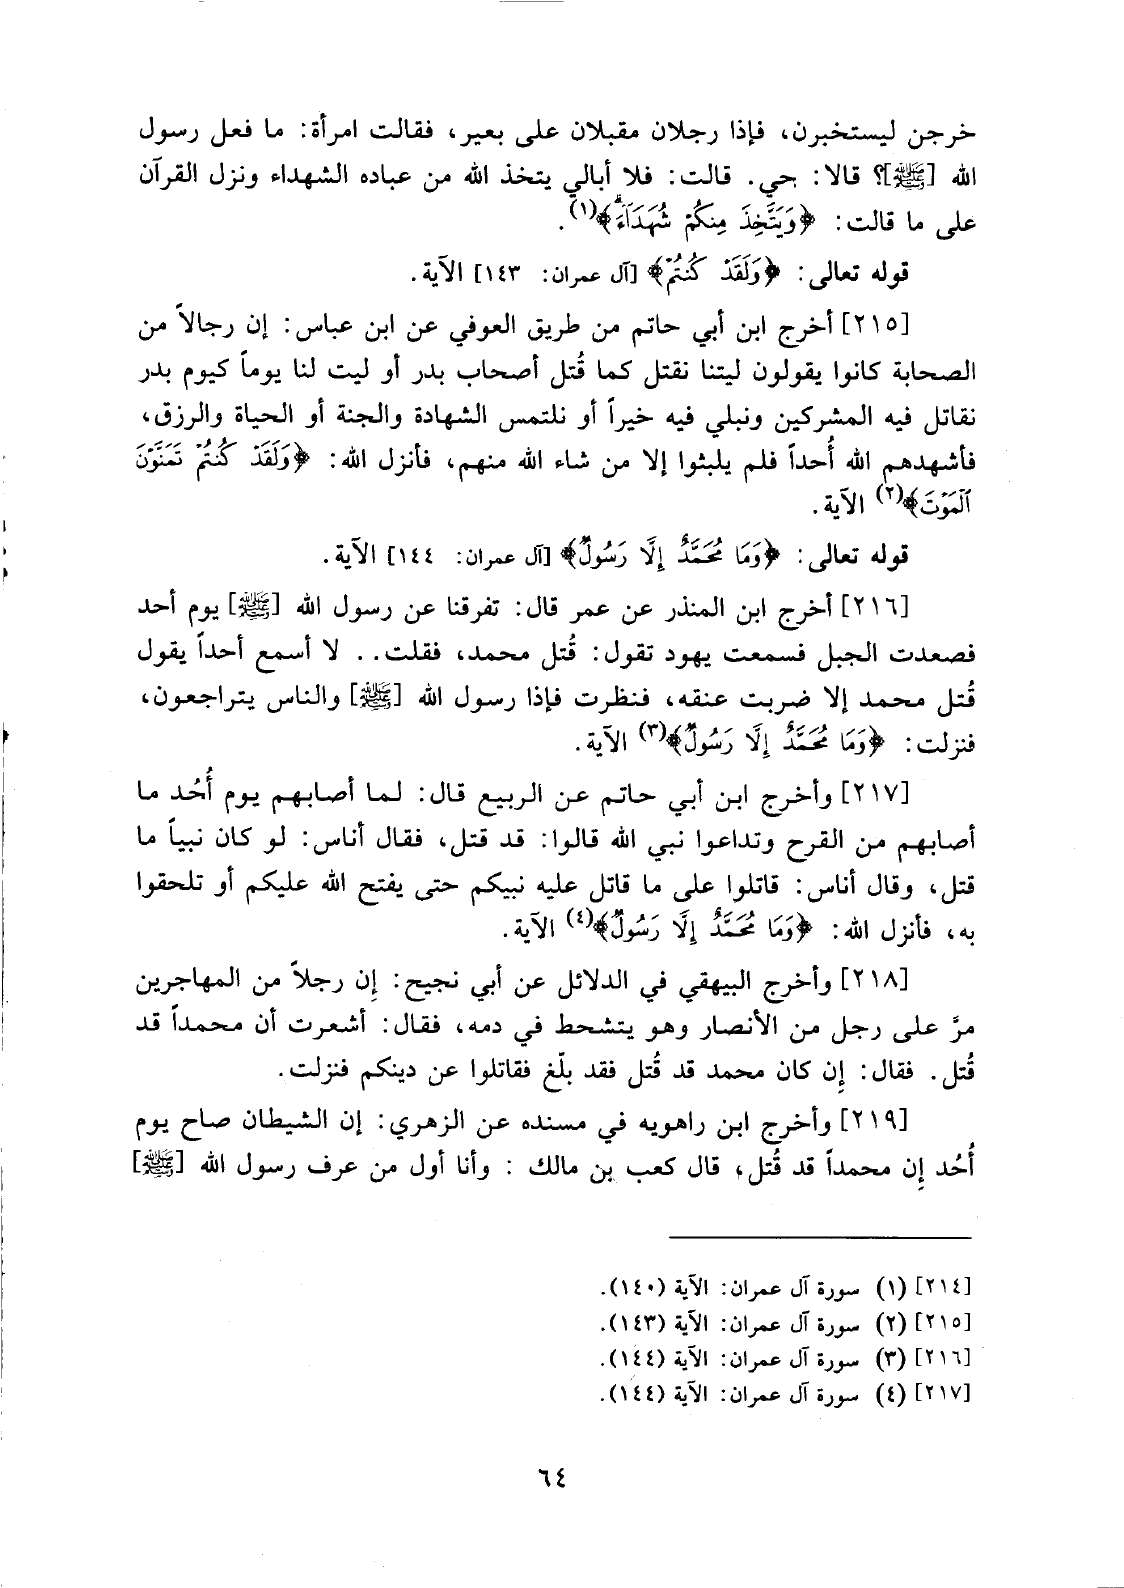 خرجن ليستخبرن، فإذا رجلان مقبلان على بعير، فقالت امرأة: ما فعل رسول
الله [ﷺ]؟ قالا: حي. قالت: فلا أبالي يتخذ الله من عباده الشهداء ونزل القرآن
على ما قالت: ﴿وَيَتَّخِذَ مِنكُمْ شُهَدَآءَ﴾(١).
قوله تعالى: ﴿وَلَقَدْ كُنتُمْ﴾ [آل عمران: ١٤٣] الآية.
[٢١٥] أخرج ابن أبي حاتم من طريق العوفي عن ابن عباس: إن رجالاً من
الصحابة كانوا يقولون ليتنا نقتل كما قُتل أصحاب بدر أو ليت لنا يوماً كيوم بدر
نقاتل فيه المشركين ونبلي فيه خيراً أو نلتمس الشهادة والجنة أو الحياة والرزق،
فأشهدهم الله أُحداً فلم يلبثوا إلا من شاء الله منهم، فأنزل الله: ﴿وَلَقَدْ كُنتُمْ تَمَنَّوْنَ
ٱلْمَوْتَ﴾(٢) الآية.
قوله تعالى: ﴿وَمَا مُحَمَّدٌ إِلَّا رَسُولٌ﴾ [آل عمران: ١٤٤] الآية.
[٢١٦] أخرج ابن المنذر عن عمر قال: تفرقنا عن رسول الله [ﷺ] يوم أحد
فصعدت الجبل فسمعت يهود تقول: قُتل محمد، فقلت.. لا أسمع أحداً يقول
قُتل محمد إلا ضربت عنقه، فنظرت فإذا رسول الله [ﷺ] والناس يتراجعون،
فنزلت: ﴿وَمَا مُحَمَّدٌ إِلَّا رَسُولٌ﴾(٣) الآية.
[٢١٧] وأخرج ابن أبي حاتم عن الربيع قال: لما أصابهم يوم أُحُد ما
أصابهم من القرح وتداعوا نبي الله قالوا: قد قتل، فقال أناس: لو كان نبياً ما
قتل، وقال أناس: قاتلوا على ما قاتل عليه نبيكم حتى يفتح الله عليكم أو تلحقوا
به، فأنزل الله: ﴿وَمَا مُحَمَّدٌ إِلَّا رَسُولٌ﴾(٤) الآية.
[٢١٨] وأخرج البيهقي في الدلائل عن أبي نجيح: إن رجلاً من المهاجرين
مرَّ على رجل من الأنصار وهو يتشحط في دمه، فقال: أشعرت أن محمداً قد
قُتل. فقال: إن كان محمد قد قُتل فقد بلّغ فقاتلوا عن دينكم فنزلت.
[٢١٩] وأخرج ابن راهويه في مسنده عن الزهري: إن الشيطان صاح يوم
أُحُد إن محمداً قد قُتل، قال كعب بن مالك : وأنا أول من عرف رسول الله [ﷺ]
[٢١٤] (١) سورة آل عمران: الآية (١٤٠).
[٢١٥] (٢) سورة آل عمران: الآية (١٤٣).
[٢١٦] (٣) سورة آل عمران: الآية (١٤٤).
[٢١٧] (٤) سورة آل عمران: الآية (١٤٤).
٦٤